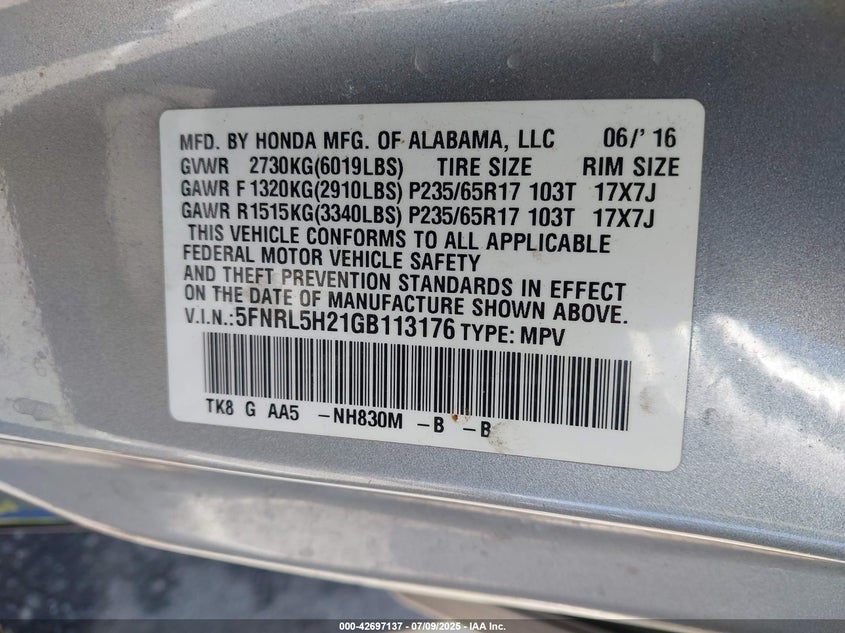 MFD. BY HONDA MFG. OF ALABAMA, LLC 06/' 16
GVWR 2730KG(6019LBS) TIRE SIZE RIM SIZE
GAWR F 1320KG(2910LBS) P235/65R17 103T 17X7J
GAWR R1515KG(3340LBS) P235/65R17 103T 17X7J
THIS VEHICLE CONFORMS TO ALL APPLICABLE
FEDERAL MOTOR VEHICLE SAFETY
AND THEFT PREVENTION STANDARDS IN EFFECT
ON THE DATE OF MANUFACTURE SHOWN ABOVE.
V.I.N.:5FNRL5H21GB113176 TYPE: MPV
TK8 G AA5 -NH830M -B -B
000-42697137 - 07/09/2025 - IAA Inc.